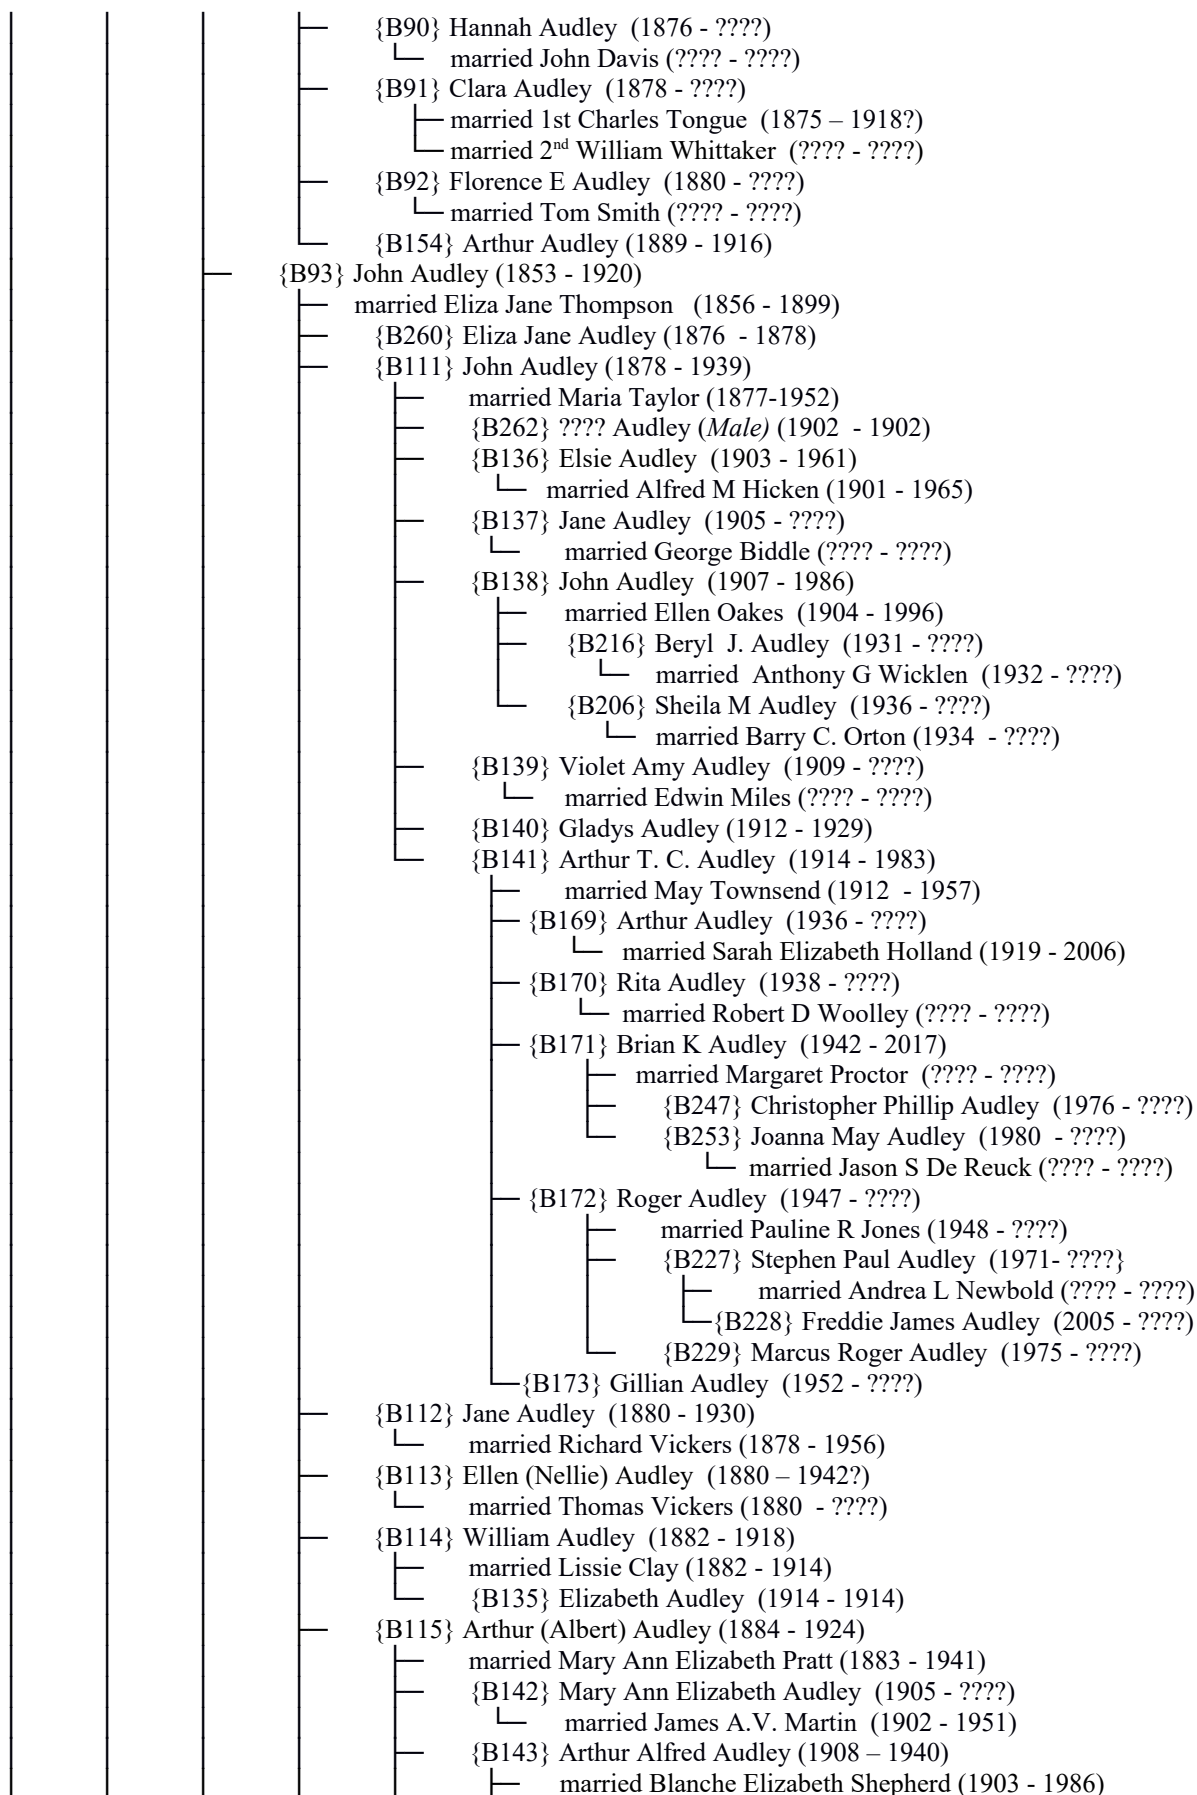 {B90} Hannah Audley (1876 - ????)
married John Davis (???? - ????)
{B91} Clara Audley (1878 - ????)
married 1st Charles Tongue (1875 – 1918?)
married 2nd William Whittaker (???? - ????)
{B92} Florence E Audley (1880 - ????)
married Tom Smith (???? - ????)
{B154} Arthur Audley (1889 - 1916)
{B93} John Audley (1853 - 1920)
married Eliza Jane Thompson (1856 - 1899)
{B260} Eliza Jane Audley (1876 - 1878)
{B111} John Audley (1878 - 1939)
married Maria Taylor (1877-1952)
{B262} ???? Audley (Male) (1902 - 1902)
{B136} Elsie Audley (1903 - 1961)
married Alfred M Hicken (1901 - 1965)
{B137} Jane Audley (1905 - ????)
married George Biddle (???? - ????)
{B138} John Audley (1907 - 1986)
married Ellen Oakes (1904 - 1996)
{B216} Beryl J. Audley (1931 - ????)
married Anthony G Wicklen (1932 - ????)
{B206} Sheila M Audley (1936 - ????)
married Barry C. Orton (1934 - ????)
{B139} Violet Amy Audley (1909 - ????)
married Edwin Miles (???? - ????)
{B140} Gladys Audley (1912 - 1929)
{B141} Arthur T. C. Audley (1914 - 1983)
married May Townsend (1912 - 1957)
{B169} Arthur Audley (1936 - ????)
married Sarah Elizabeth Holland (1919 - 2006)
{B170} Rita Audley (1938 - ????)
married Robert D Woolley (???? - ????)
{B171} Brian K Audley (1942 - 2017)
married Margaret Proctor (???? - ????)
{B247} Christopher Phillip Audley (1976 - ????)
{B253} Joanna May Audley (1980 - ????)
married Jason S De Reuck (???? - ????)
{B172} Roger Audley (1947 - ????)
married Pauline R Jones (1948 - ????)
{B227} Stephen Paul Audley (1971- ????}
married Andrea L Newbold (???? - ????)
{B228} Freddie James Audley (2005 - ????)
{B229} Marcus Roger Audley (1975 - ????)
{B173} Gillian Audley (1952 - ????)
{B112} Jane Audley (1880 - 1930)
married Richard Vickers (1878 - 1956)
{B113} Ellen (Nellie) Audley (1880 – 1942?)
married Thomas Vickers (1880 - ????)
{B114} William Audley (1882 - 1918)
married Lissie Clay (1882 - 1914)
{B135} Elizabeth Audley (1914 - 1914)
{B115} Arthur (Albert) Audley (1884 - 1924)
married Mary Ann Elizabeth Pratt (1883 - 1941)
{B142} Mary Ann Elizabeth Audley (1905 - ????)
married James A.V. Martin (1902 - 1951)
{B143} Arthur Alfred Audley (1908 – 1940)
married Blanche Elizabeth Shepherd (1903 - 1986)